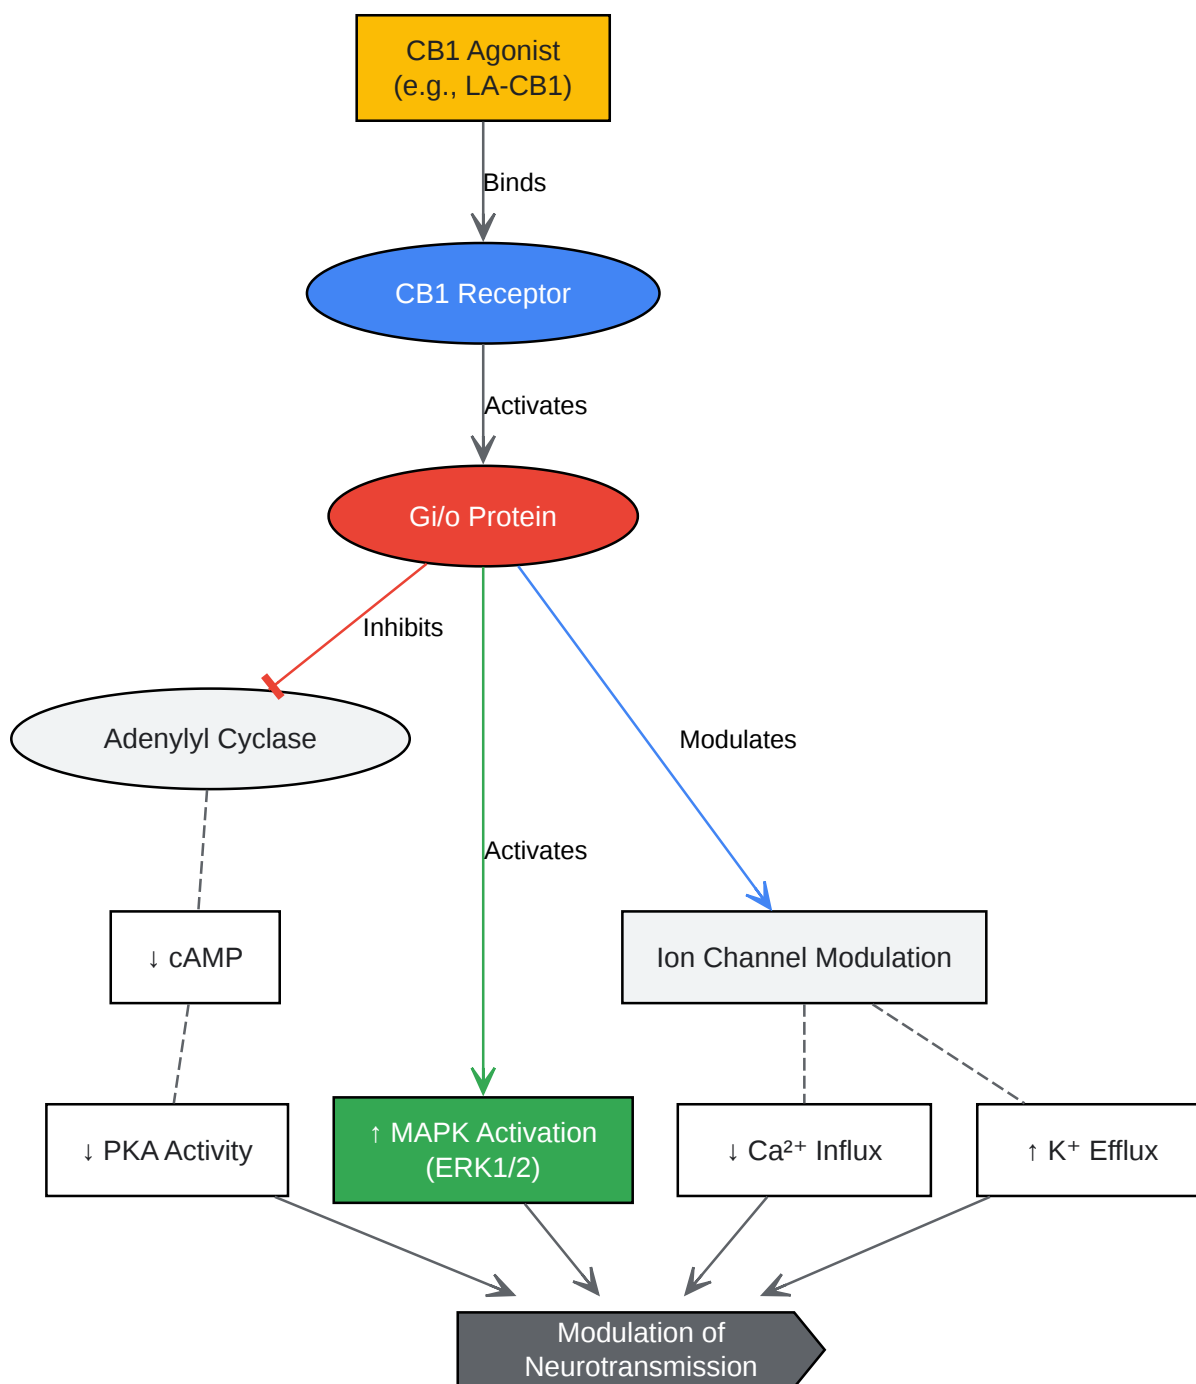 CB1 Agonist
(e.g., LA-CB1)
Binds
CB1 Receptor
Activates
Gi/o Protein
Inhibits
Adenylyl Cyclase
Modulates
Activates
↓ cAMP
Ion Channel Modulation
↓ PKA Activity
↑ MAPK Activation
(ERK1/2)
↓ Ca²⁺ Influx
↑ K⁺ Efflux
Modulation of
Neurotransmission